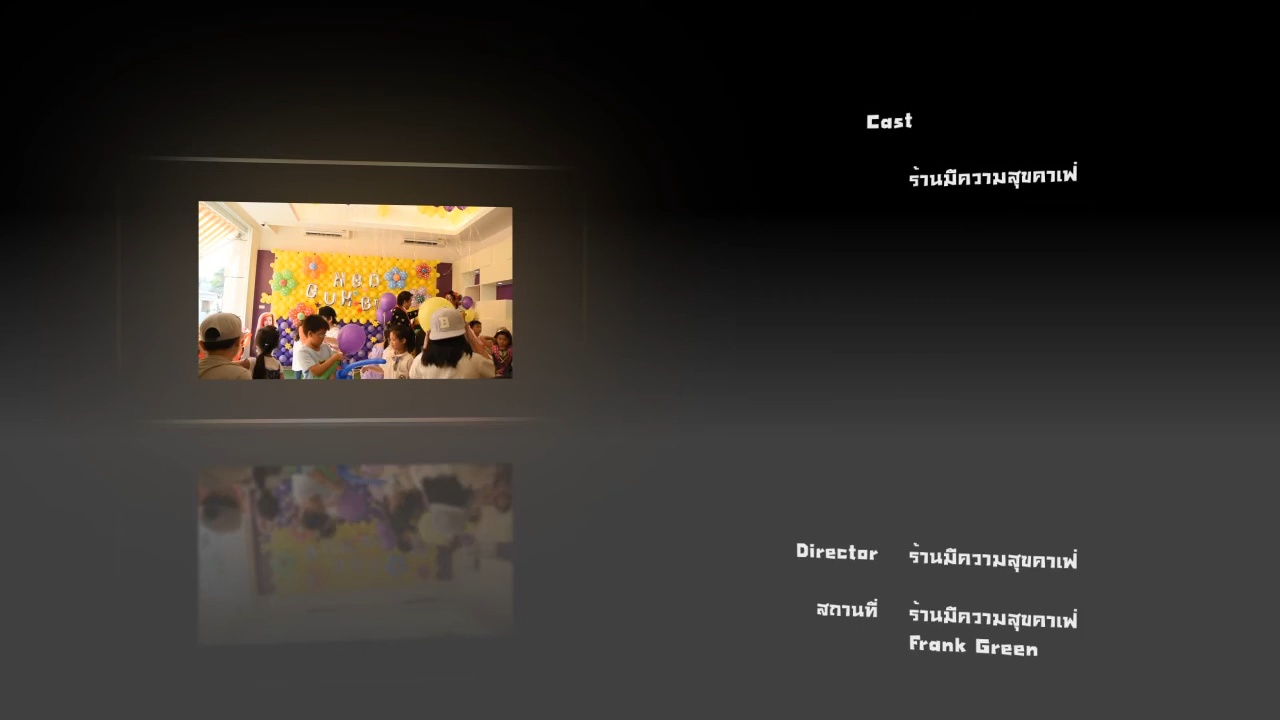 HBD
GUMB
B
Cast
ร้านมีความสุขคาเฟ่
Director ร้านมีความสุขคาเฟ่
สถานที่ ร้านมีความสุขคาเฟ่
Frank Green